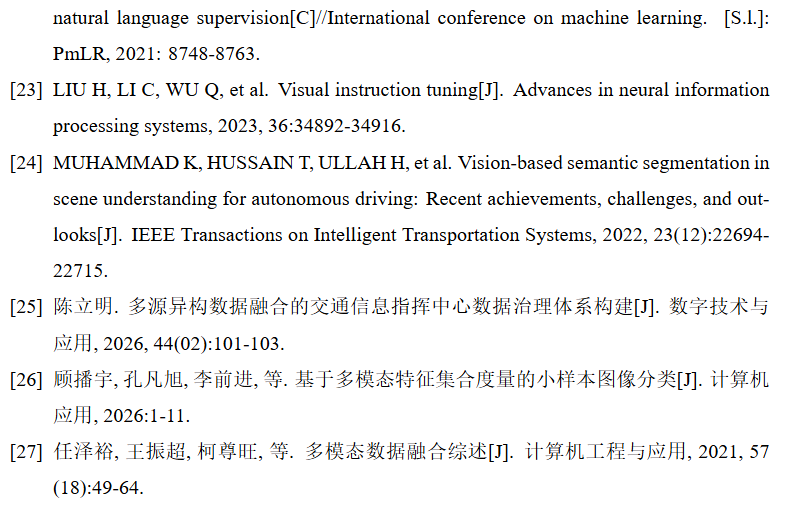 natural language supervision[C]//International conference on machine learning. [S.l.]:
PmLR, 2021: 8748-8763.
[23] LIU H, LI C, WU Q, et al. Visual instruction tuning[J]. Advances in neural information
processing systems, 2023, 36:34892-34916.
[24] MUHAMMAD K, HUSSAIN T, ULLAH H, et al. Vision-based semantic segmentation in
scene understanding for autonomous driving: Recent achievements, challenges, and out-
looks[J]. IEEE Transactions on Intelligent Transportation Systems, 2022, 23(12):22694-
22715.
[25] 陈立明. 多源异构数据融合的交通信息指挥中心数据治理体系构建[J]. 数字技术与
应用, 2026, 44(02):101-103.
[26] 顾播宇, 孔凡旭, 李前进, 等. 基于多模态特征集合度量的小样本图像分类[J]. 计算机
应用, 2026:1-11.
[27] 任泽裕, 王振超, 柯尊旺, 等. 多模态数据融合综述[J]. 计算机工程与应用, 2021, 57
(18):49-64.